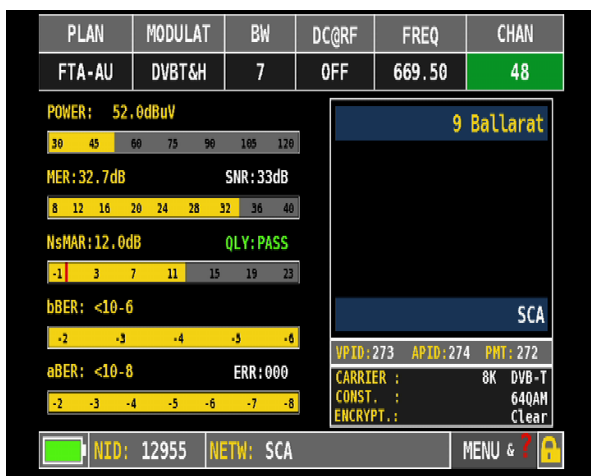 PLAN MODULAT BW DC@RF FREQ CHAN
FTA-AU DVBT&H 7 OFF 669.50 48
POWER: 52.0dBuV
30 45 60 75 90 105 120
MER:32.7dB SNR:33dB
8 12 16 20 24 28 32 36 40
NsMAR:12.0dB QLY:PASS
-1 3 7 11 15 19 23
bBER: <10-6
-2 -3 -4 -5 -6
aBER: <10-8 ERR:000
-2 -3 -4 -5 -6 -7 -8
9 Ballarat
SCA
VPID:273 APID:274 PMT:272
CARRIER : 8K DVB-T
CONST. : 64QAM
ENCRYPT.: Clear
NID: 12955 NETW: SCA MENU & ?